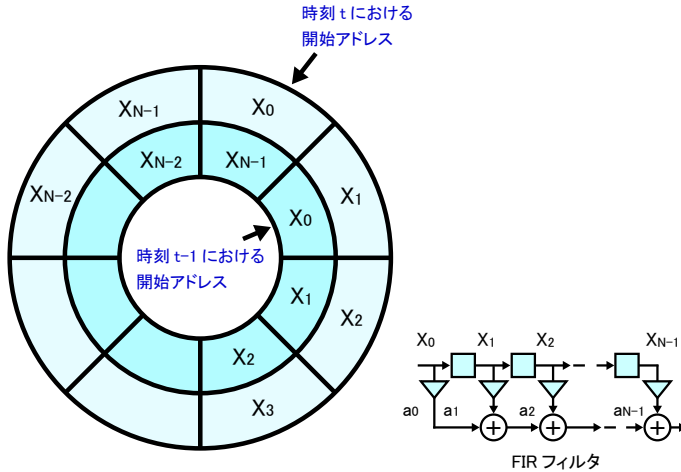 時刻 t における
開始アドレス
XN-1
X0
XN-2
XN-1
XN-2
X0
X1
時刻 t-1 における
開始アドレス
X1
X2
X2
X3
X0
X1
X2
XN-1
a0
a1
a2
aN-1
FIR フィルタ